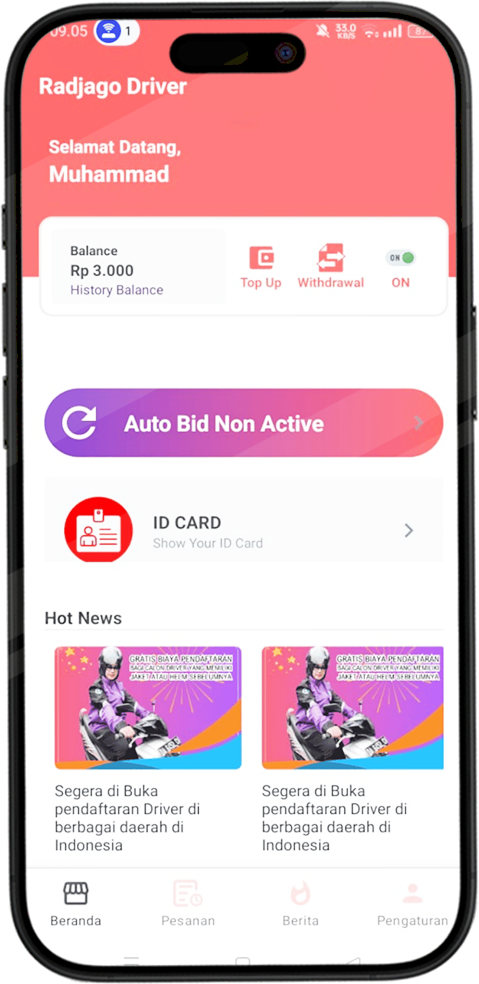 09.05
1
33.0
KB/S
87
Radjago Driver
Selamat Datang,
Muhammad
Balance
Rp 3.000
History Balance
Top Up
Withdrawal
ON
ON
Auto Bid Non Active
ID CARD
Show Your ID Card
Hot News
GRATIS BIAYA PENDAFTARAN
BAGI CALON DRIVER YANG MEMILIKI
JAKET ATAU HELM SEBELUMNYA
GRATIS BIAYA PENDAFTARAN
BAGI CALON DRIVER YANG MEMILIKI
JAKET ATAU HELM SEBELUMNYA
Segera di Buka
pendaftaran Driver di
berbagai daerah di
Indonesia
Segera di Buka
pendaftaran Driver di
berbagai daerah di
Indonesia
Beranda
Pesanan
Berita
Pengaturan